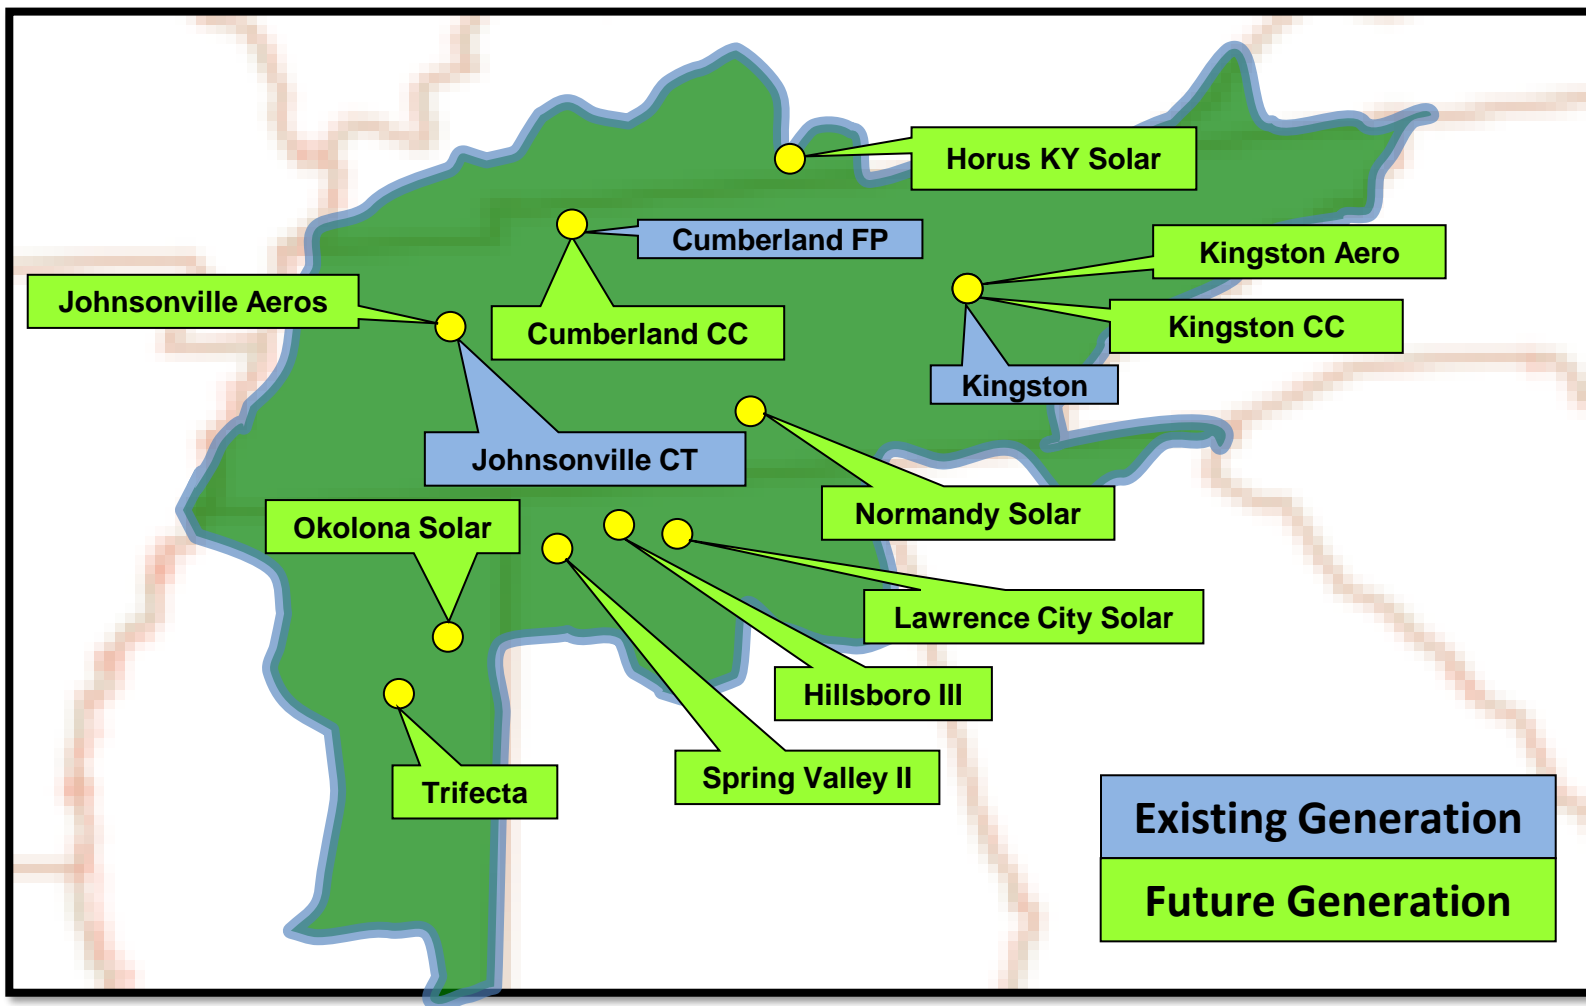 Horus KY Solar
Cumberland FP
Kingston Aero
Johnsonville Aeros
Cumberland CC
Kingston CC
Kingston
Johnsonville CT
Normandy Solar
Okolona Solar
Lawrence City Solar
Hillsboro III
Spring Valley II
Trifecta
Existing Generation
Future Generation